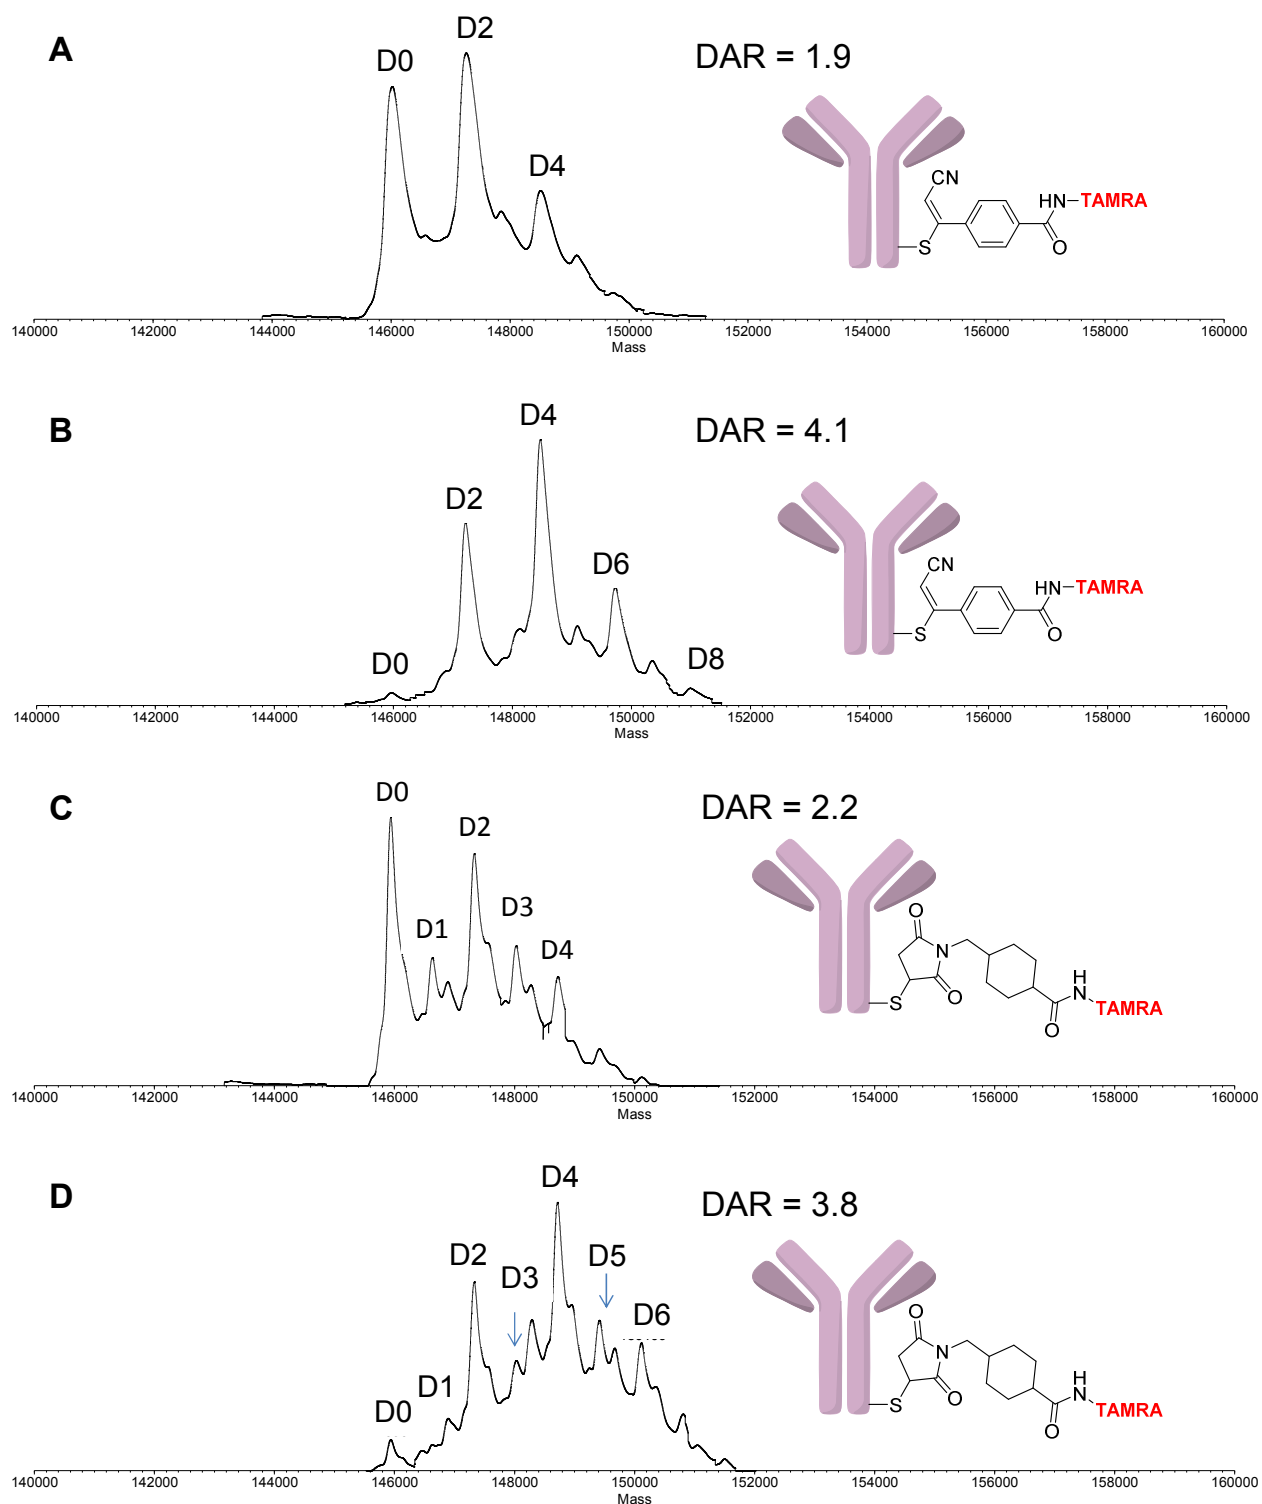 A
D0
D2
D4
DAR = 1.9
CN
S
HN
TAMRA
O
140000 142000 144000 146000 148000 150000 152000 154000 156000 158000 160000
Mass
B
D0
D2
D4
D6
D8
DAR = 4.1
CN
S
HN
TAMRA
O
140000 142000 144000 146000 148000 150000 152000 154000 156000 158000 160000
Mass
C
D0
D1
D2
D3
D4
DAR = 2.2
O
N
S
O
H
N
TAMRA
O
140000 142000 144000 146000 148000 150000 152000 154000 156000 158000 160000
Mass
D
D0
D1
D2
D3
D4
D5
D6
DAR = 3.8
O
N
S
O
H
N
TAMRA
O
140000 142000 144000 146000 148000 150000 152000 154000 156000 158000 160000
Mass